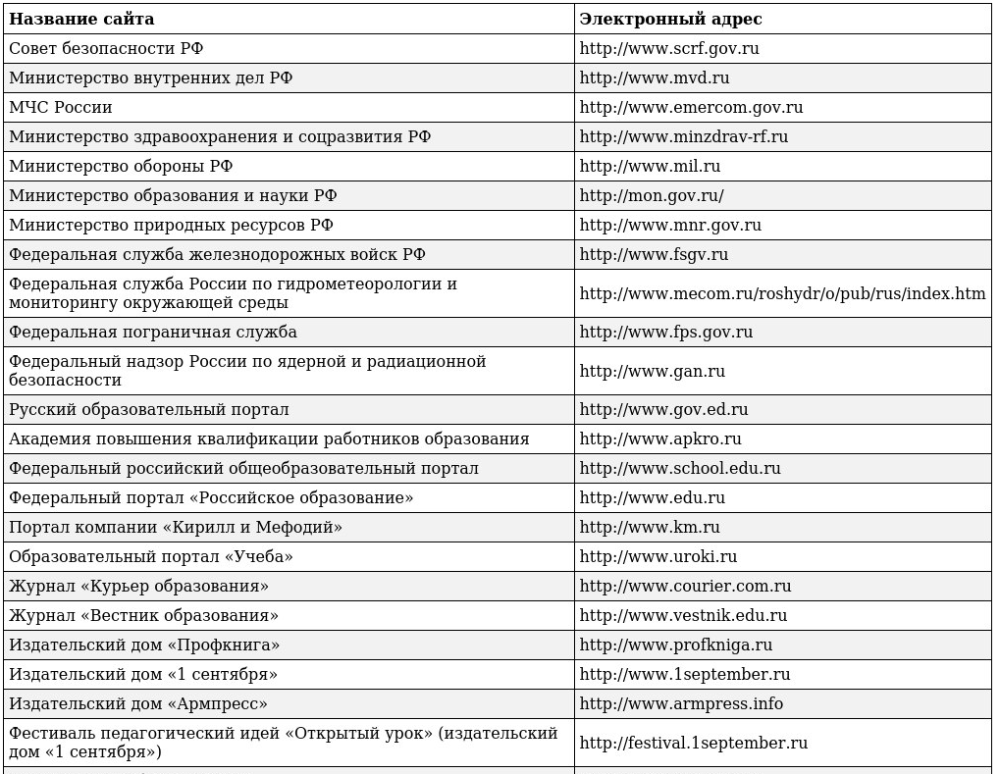 Название сайта Электронный адрес
Совет безопасности РФ http://www.scrf.gov.ru
Министерство внутренних дел РФ http://www.mvd.ru
МЧС России http://www.emercom.gov.ru
Министерство здравоохранения и соцразвития РФ http://www.minzdrav-rf.ru
Министерство обороны РФ http://www.mil.ru
Министерство образования и науки РФ http://mon.gov.ru/
Министерство природных ресурсов РФ http://www.mnr.gov.ru
Федеральная служба железнодорожных войск РФ http://www.fsgv.ru
Федеральная служба России по гидрометеорологии и
мониторингу окружающей среды http://www.mecom.ru/roshydr/o/pub/rus/index.htm
Федеральная пограничная служба http://www.fps.gov.ru
Федеральный надзор России по ядерной и радиационной
безопасности http://www.gan.ru
Русский образовательный портал http://www.gov.ed.ru
Академия повышения квалификации работников образования http://www.apkro.ru
Федеральный российский общеобразовательный портал http://www.school.edu.ru
Федеральный портал «Российское образование» http://www.edu.ru
Портал компании «Кирилл и Мефодий» http://www.km.ru
Образовательный портал «Учеба» http://www.uroki.ru
Журнал «Курьер образования» http://www.courier.com.ru
Журнал «Вестник образования» http://www.vestnik.edu.ru
Издательский дом «Профкнига» http://www.profkniga.ru
Издательский дом «1 сентября» http://www.1september.ru
Издательский дом «Армпресс» http://www.armpress.info
Фестиваль педагогический идей «Открытый урок» (издательский
дом «1 сентября») http://festival.1september.ru